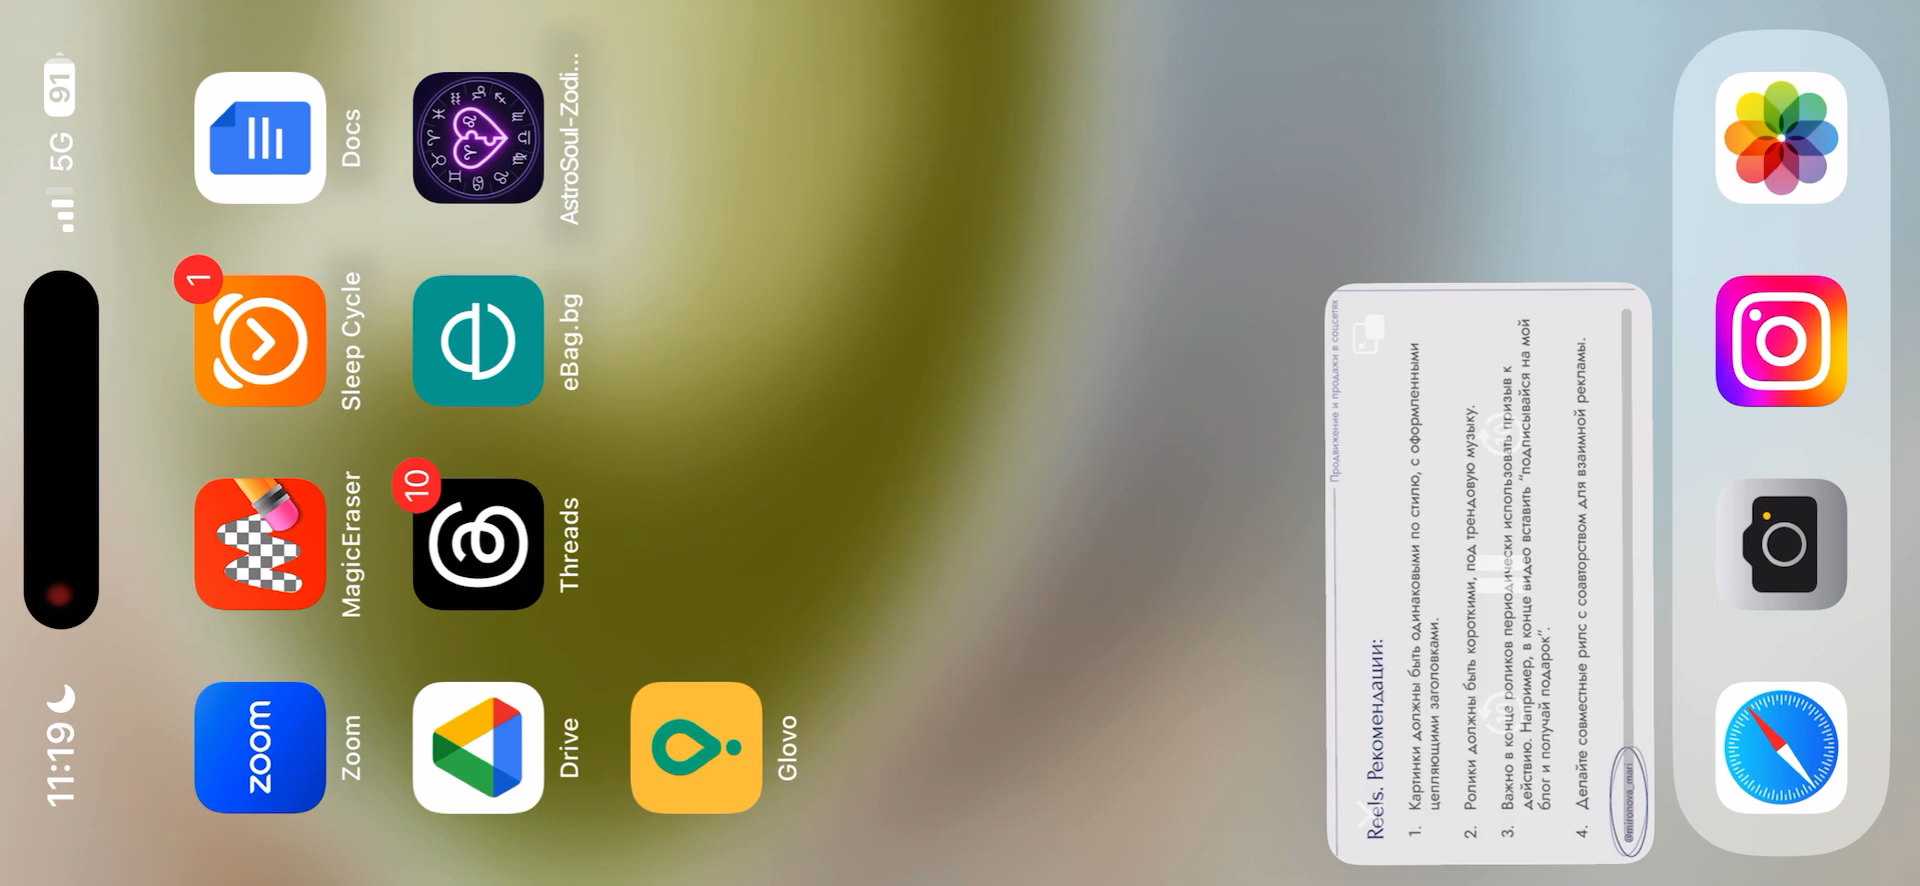 11:19
5G
91
zoom
Zoom
MagicEraser
1
Sleep Cycle
Docs
Drive
10
Threads
eBag.bg
AstroSoul-Zodi...
Glovo
Продвижение и продажи в соцсетях
Reels. Рекомендации:
1. Картинки должны быть одинаковыми по стилю, с оформленными
цепляющими заголовками.
2. Ролики должны быть короткими, под трендовую музыку.
3. Важно в конце роликов периодически использовать призыв к
действию. Например, в конце видео вставить “подписывайся на мой
блог и получай подарок”.
4. Делайте совместные рилс с соавторством для взаимной рекламы.
@mironova_mari